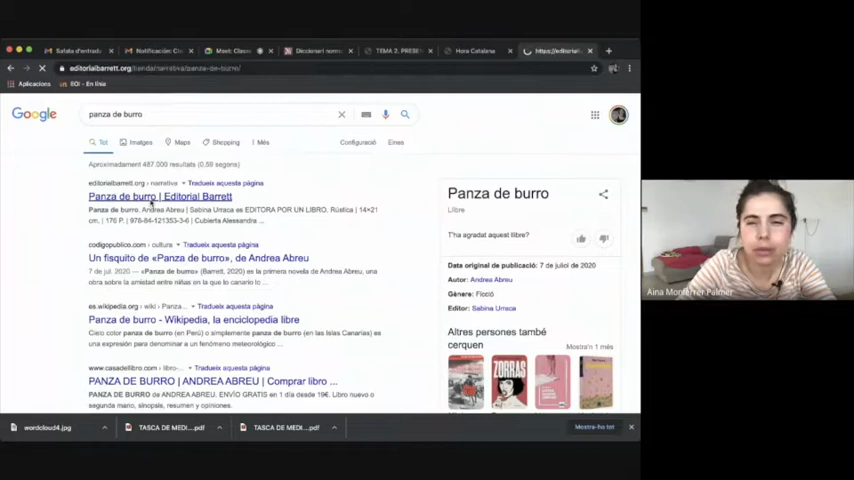 Safata d'entrad
Notificación: Cl
Meet: Classe
Diccionari norma
TEMA 2. PRESE
Hora Catalana
https://editorial
editorialbarrett.org/tienda/narrativa/panza-de-burro/
Aplicacions
EOI - En línia
Google
panza de burro
Tot
Imatges
Maps
Shopping
Més
Configuració
Eines
Aproximadament 487.000 resultats (0,59 segons)
editorialbarrett.org › narrative
Tradueix aquesta pàgina
Panza de burro | Editorial Barrett
Panza de burro. Andrea Abreu | Sabina Urraca es EDITORA POR UN LIBRO. Rústica | 14×21
cm. | 176 P. | 978-84-121353-3-6 | Cubierta Alessandra ...
codigopublico.com › cultura
Tradueix aquesta pàgina
Un fisquito de «Panza de burro», de Andrea Abreu
7 de jul. 2020 — «Panza de burro» (Barrett, 2020) es la primera novela de Andrea Abreu, una
obra sobre la amistad entre niñas en la que lo canario lo ...
es.wikipedia.org › wiki › Panza...
Tradueix aquesta pàgina
Panza de burro - Wikipedia, la enciclopedia libre
Cielo color panza de burro (en Perú) o simplemente panza de burro (en las Islas Canarias) es
una expresión para denominar a un fenómeno meteorológico ...
www.casadellibro.com › libro-...
Tradueix aquesta pàgina
PANZA DE BURRO | ANDREA ABREU | Comprar libro ...
PANZA DE BURRO de ANDREA ABREU. ENVÍO GRATIS en 1 día desde 19€. Libro nuevo o
segunda mano, sinopsis, resumen y opiniones.
Panza de burro
Llibre
T'ha agradat aquest llibre?
Data original de publicació: 7 de juliol de 2020
Autor: Andrea Abreu
Gènere: Ficció
Editor: Sabina Urraca
Altres persones també
cerquen
Mostra'n 1 més
ZORRAS
wordcloud4.jpg
TASCA DE MEDI....pdf
TASCA DE MEDI....pdf
Mostra-ho tot
Aina Monferrer Palmer